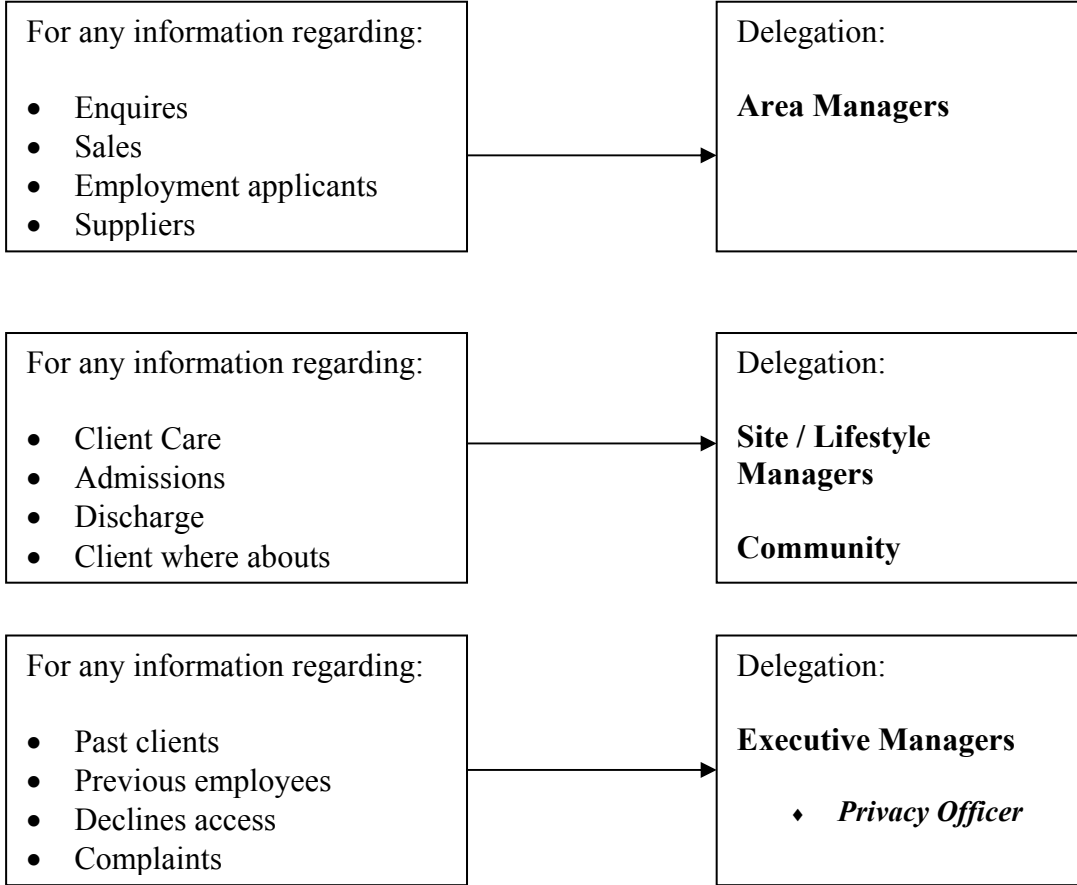 For any information regarding:
• Enquires
• Sales
• Employment applicants
• Suppliers
Delegation:
Area Managers
For any information regarding:
• Client Care
• Admissions
• Discharge
• Client where abouts
Delegation:
Site / Lifestyle
Managers
Community
For any information regarding:
• Past clients
• Previous employees
• Declines access
• Complaints
Delegation:
Executive Managers
♦ Privacy Officer